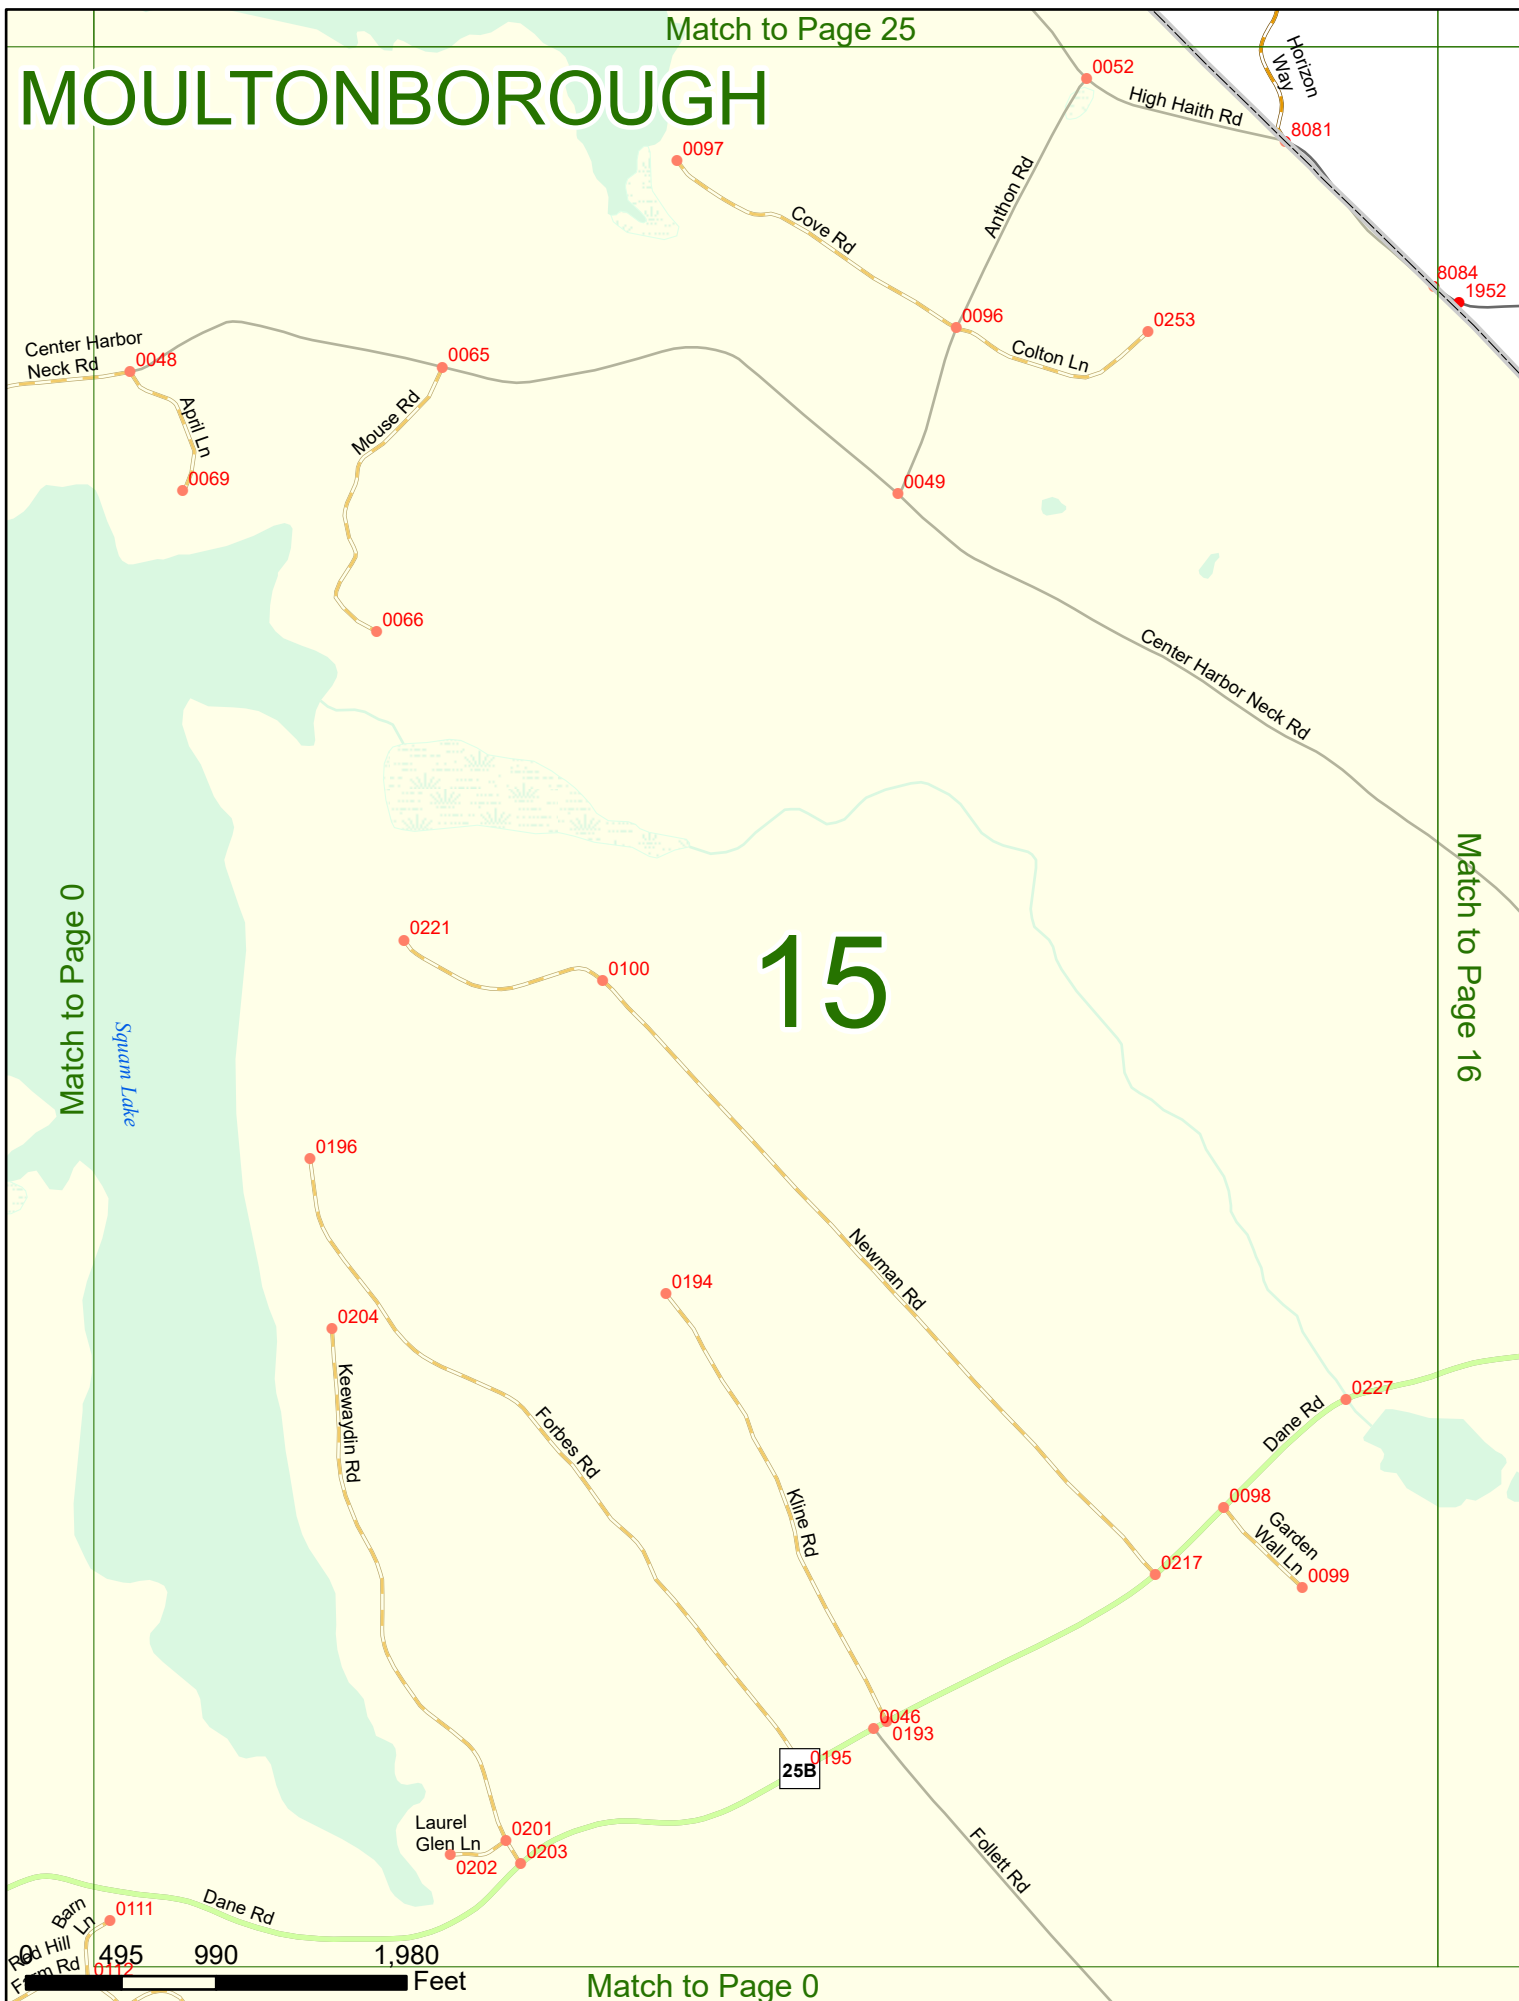 Match to Page 25
MOULTONBOROUGH
Horizon
Way
0052
High Haith Rd
8081
0097
Anthon Rd
Cove Rd
8084
1952
0096
0253
Colton Ln
Center Harbor
Neck Rd
0048
0065
April Ln
Mouse Rd
0069
0049
0066
Center Harbor Neck Rd
Match to Page 0
Match to Page 16
0221
0100
15
Squam Lake
0196
Newman Rd
0194
0204
Keewaydin Rd
Forbes Rd
0227
Dane Rd
Kline Rd
0098
Garden
Wall Ln
0217
0099
0046
0193
0195
25B
Laurel
Glen Ln
0201
0202
0203
Follett Rd
Dane Rd
Barn
Ln
0111
Red Hill
Farm Rd
0112
0
495
990
1,980
Feet
Match to Page 0